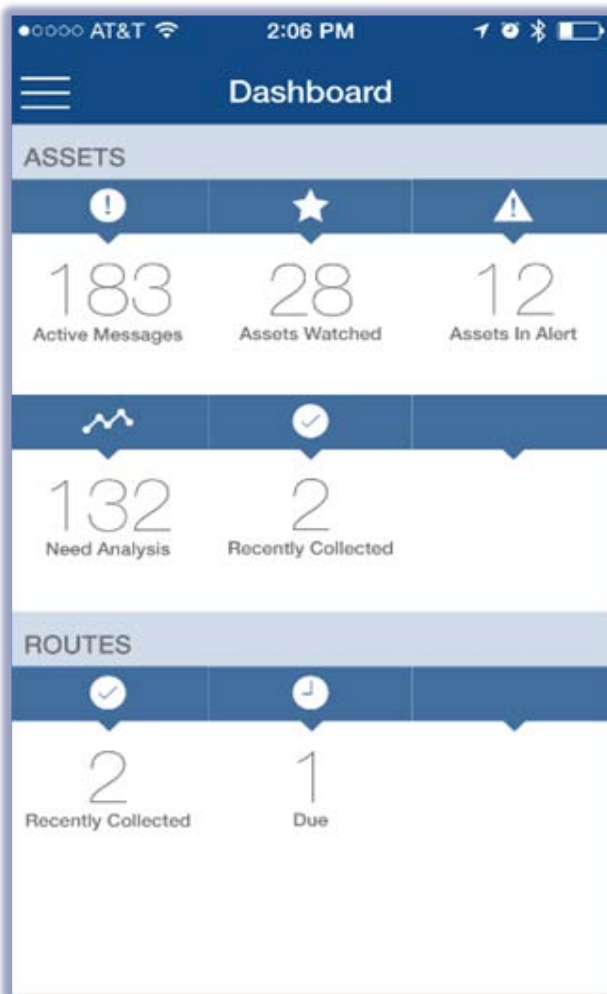 AT&T 2:06 PM
Dashboard
ASSETS
183 28 12
Active Messages Assets Watched Assets In Alert
132 2
Need Analysis Recently Collected
ROUTES
2 1
Recently Collected Due